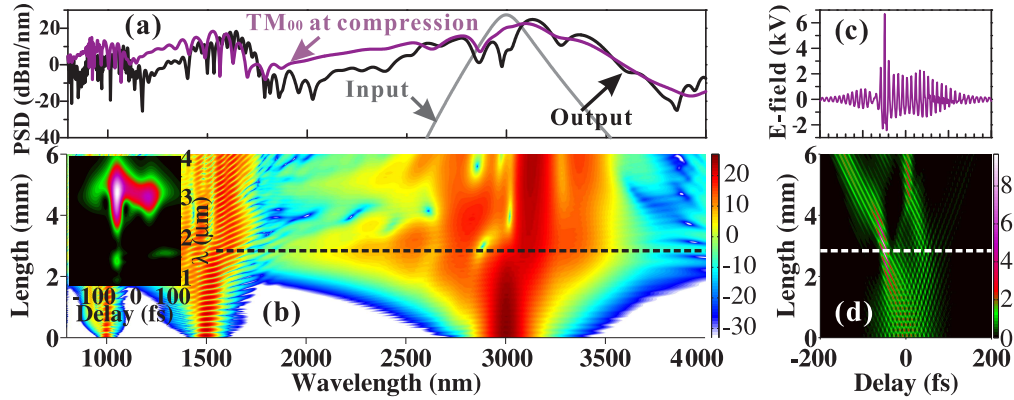 (a)
TM00 at compression
Input
Output
PSD (dBm/nm)
20
0
20
40
(c)
E-field (kV)
6
4
2
0
-2
Length (mm)
6
4
2
0
4
3
2
1
λ (μm)
-100 0 100
Delay (fs)
(b)
20
10
0
-10
-20
-30
1000 1500 2000 2500 3000 3500 4000
Wavelength (nm)
Length (mm)
6
4
2
0
(d)
8
6
4
2
0
-200 0 200
Delay (fs)